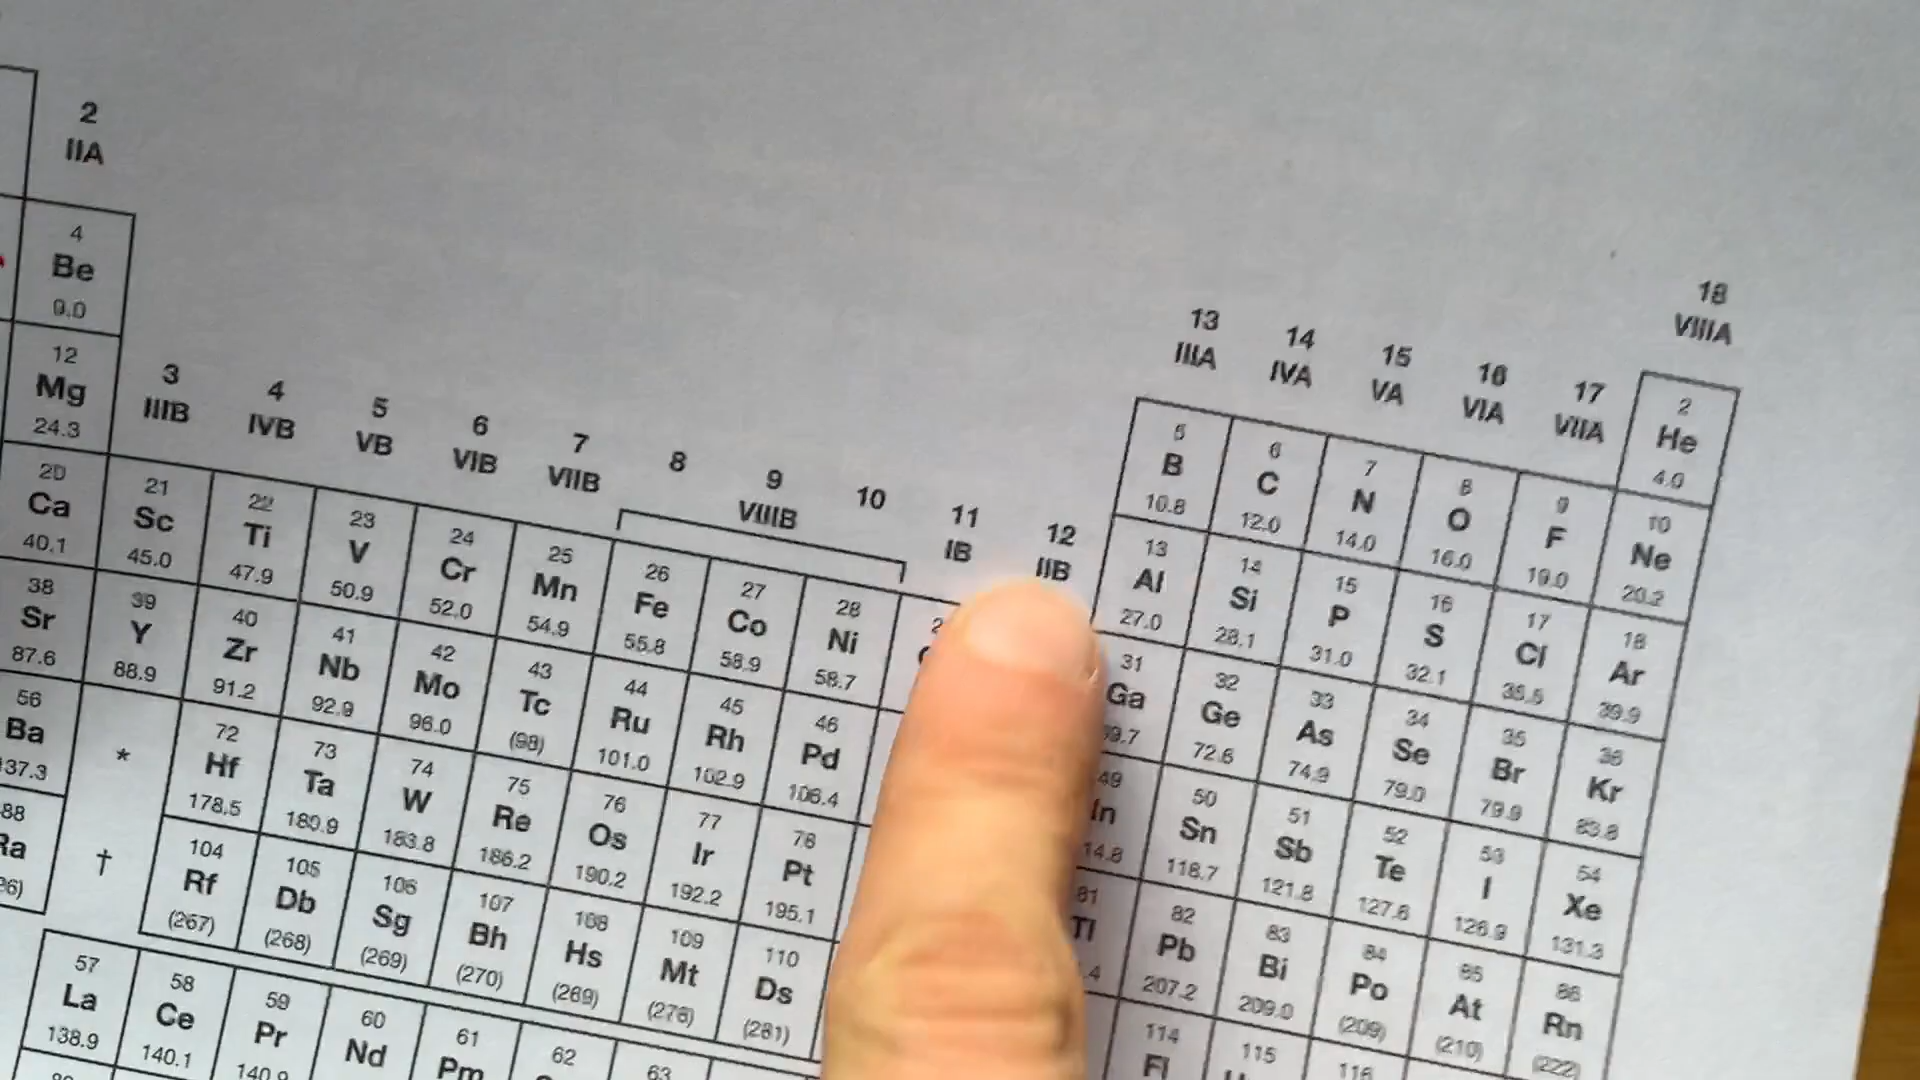 2
IIA
18
VIIIA
13 14 15 16 17
IIIA IVA VA VIA VIIA
4
Be
9.0
12
Mg
24.3
3 4 5 6 7 8 9 10 11 12
IIIB IVB VB VIB VIIB VIIIB IB IIB
2
He
4.0
5 6 7 8 9 10
B C N O F Ne
10.8 12.0 14.0 16.0 19.0 20.2
13 14 15 16 17 18
Al Si P S Cl Ar
27.0 28.1 31.0 32.1 35.5 39.9
20 21 22 23 24 25 26 27 28 31 32 33 34 35 36
Ca Sc Ti V Cr Mn Fe Co Ni Ga Ge As Se Br Kr
40.1 45.0 47.9 50.9 52.0 54.9 55.8 58.9 58.7 72.6 74.9 79.0 79.9 83.8
38 39 40 41 42 43 44 45 46 49 50 51 52 53 54
Sr Y Zr Nb Mo Tc Ru Rh Pd In Sn Sb Te I Xe
87.6 88.9 91.2 92.9 96.0 (98) 101.0 102.9 106.4 118.7 121.8 127.6 126.9 131.3
56 72 73 74 75 76 77 78 81 82 83 84 85 86
Ba * Hf Ta W Re Os Ir Pt Tl Pb Bi Po At Rn
178.5 180.9 183.8 186.2 190.2 192.2 195.1 207.2 209.0 (209) (210) (222)
88 104 105 106 107 108 109 110 114 115 116
Ra † Rf Db Sg Bh Hs Mt Ds Fl
(267) (268) (269) (270) (269) (278) (281)
57 58 59 60 61 62 63
La Ce Pr Nd Pm
138.9 140.1 140.9